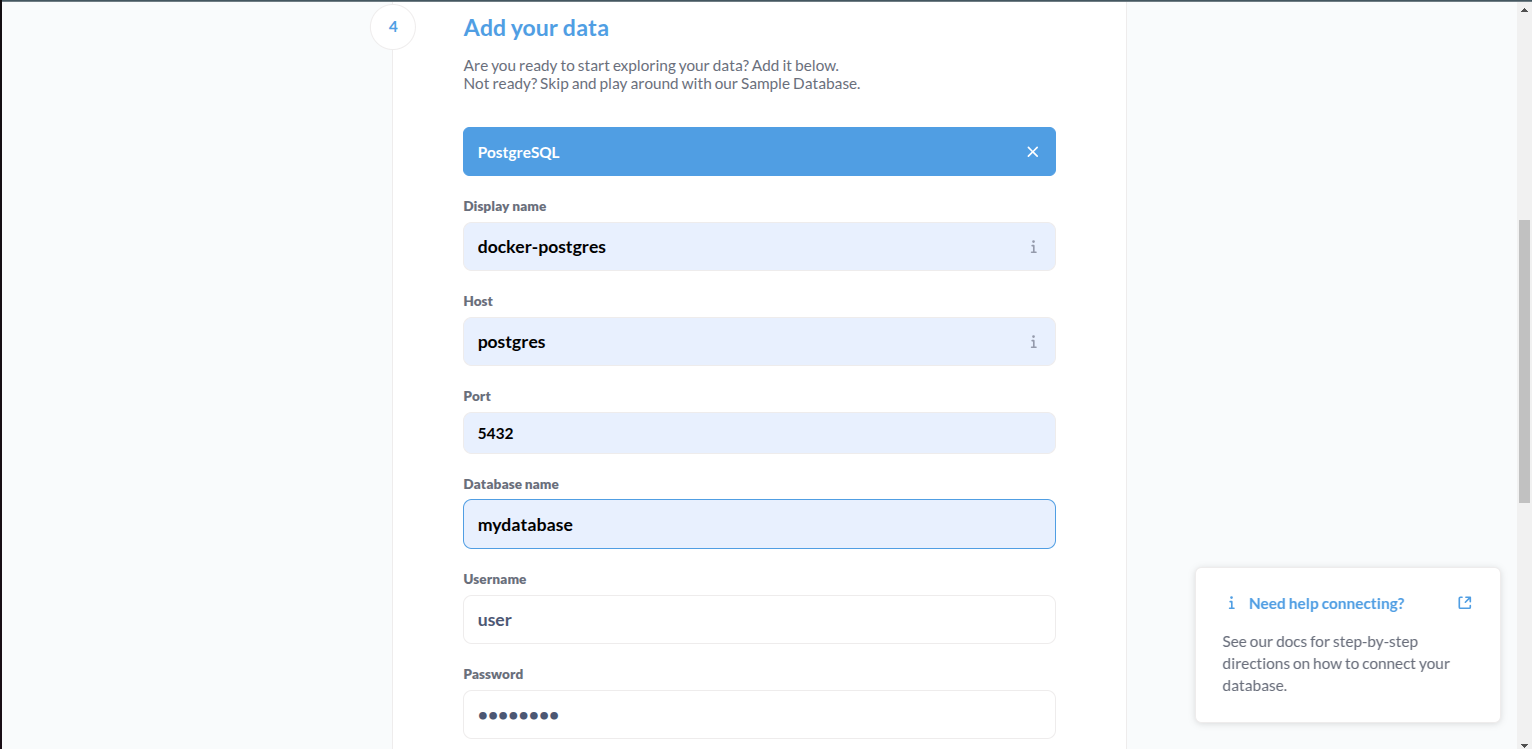 4
Add your data
Are you ready to start exploring your data? Add it below.
Not ready? Skip and play around with our Sample Database.
PostgreSQL
Display name
docker-postgres
Host
postgres
Port
5432
Database name
mydatabase
Username
user
Password
••••••••
Need help connecting?
See our docs for step-by-step
directions on how to connect your
database.